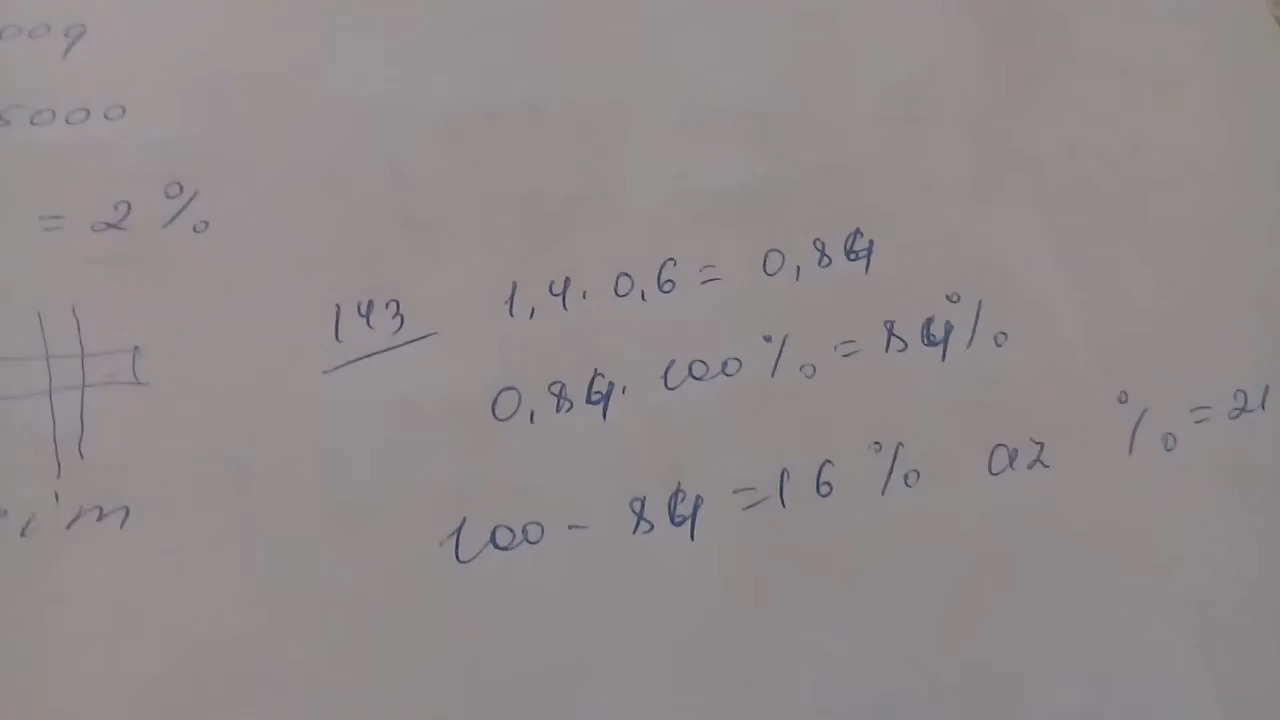 009
5000
= 2 %
143
1,4 . 0,6 = 0,84
0,84 . 100 % = 84 %
100 - 84 = 16 % az % = 21
im